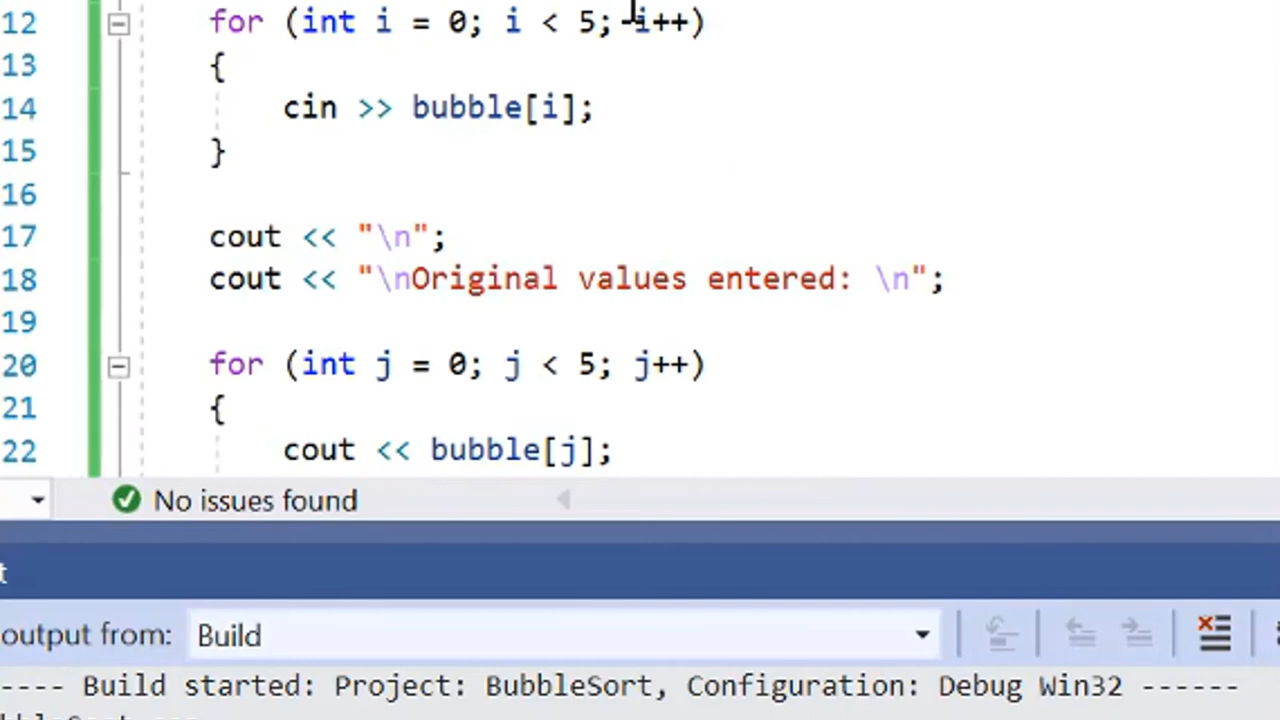 12 for (int i = 0; i < 5; i++)
13 {
14 cin >> bubble[i];
15 }
16
17 cout << "\n";
18 cout << "\nOriginal values entered: \n";
19
20 for (int j = 0; j < 5; j++)
21 {
22 cout << bubble[j];
No issues found
t
output from: Build
---- Build started: Project: BubbleSort, Configuration: Debug Win32 ------